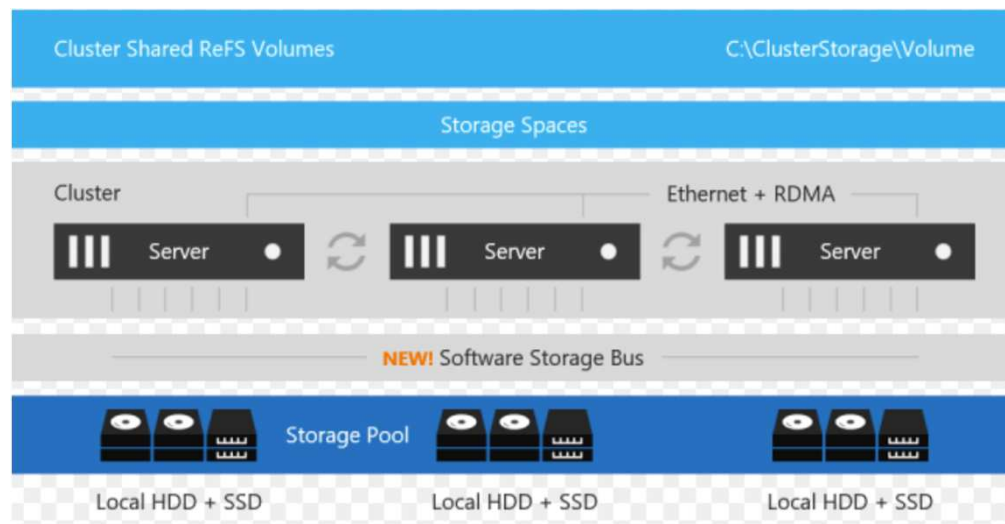 Cluster Shared ReFS Volumes
C:\ClusterStorage\Volume
Storage Spaces
Cluster
Ethernet + RDMA
Server
Server
Server
NEW! Software Storage Bus
Storage Pool
Local HDD + SSD
Local HDD + SSD
Local HDD + SSD